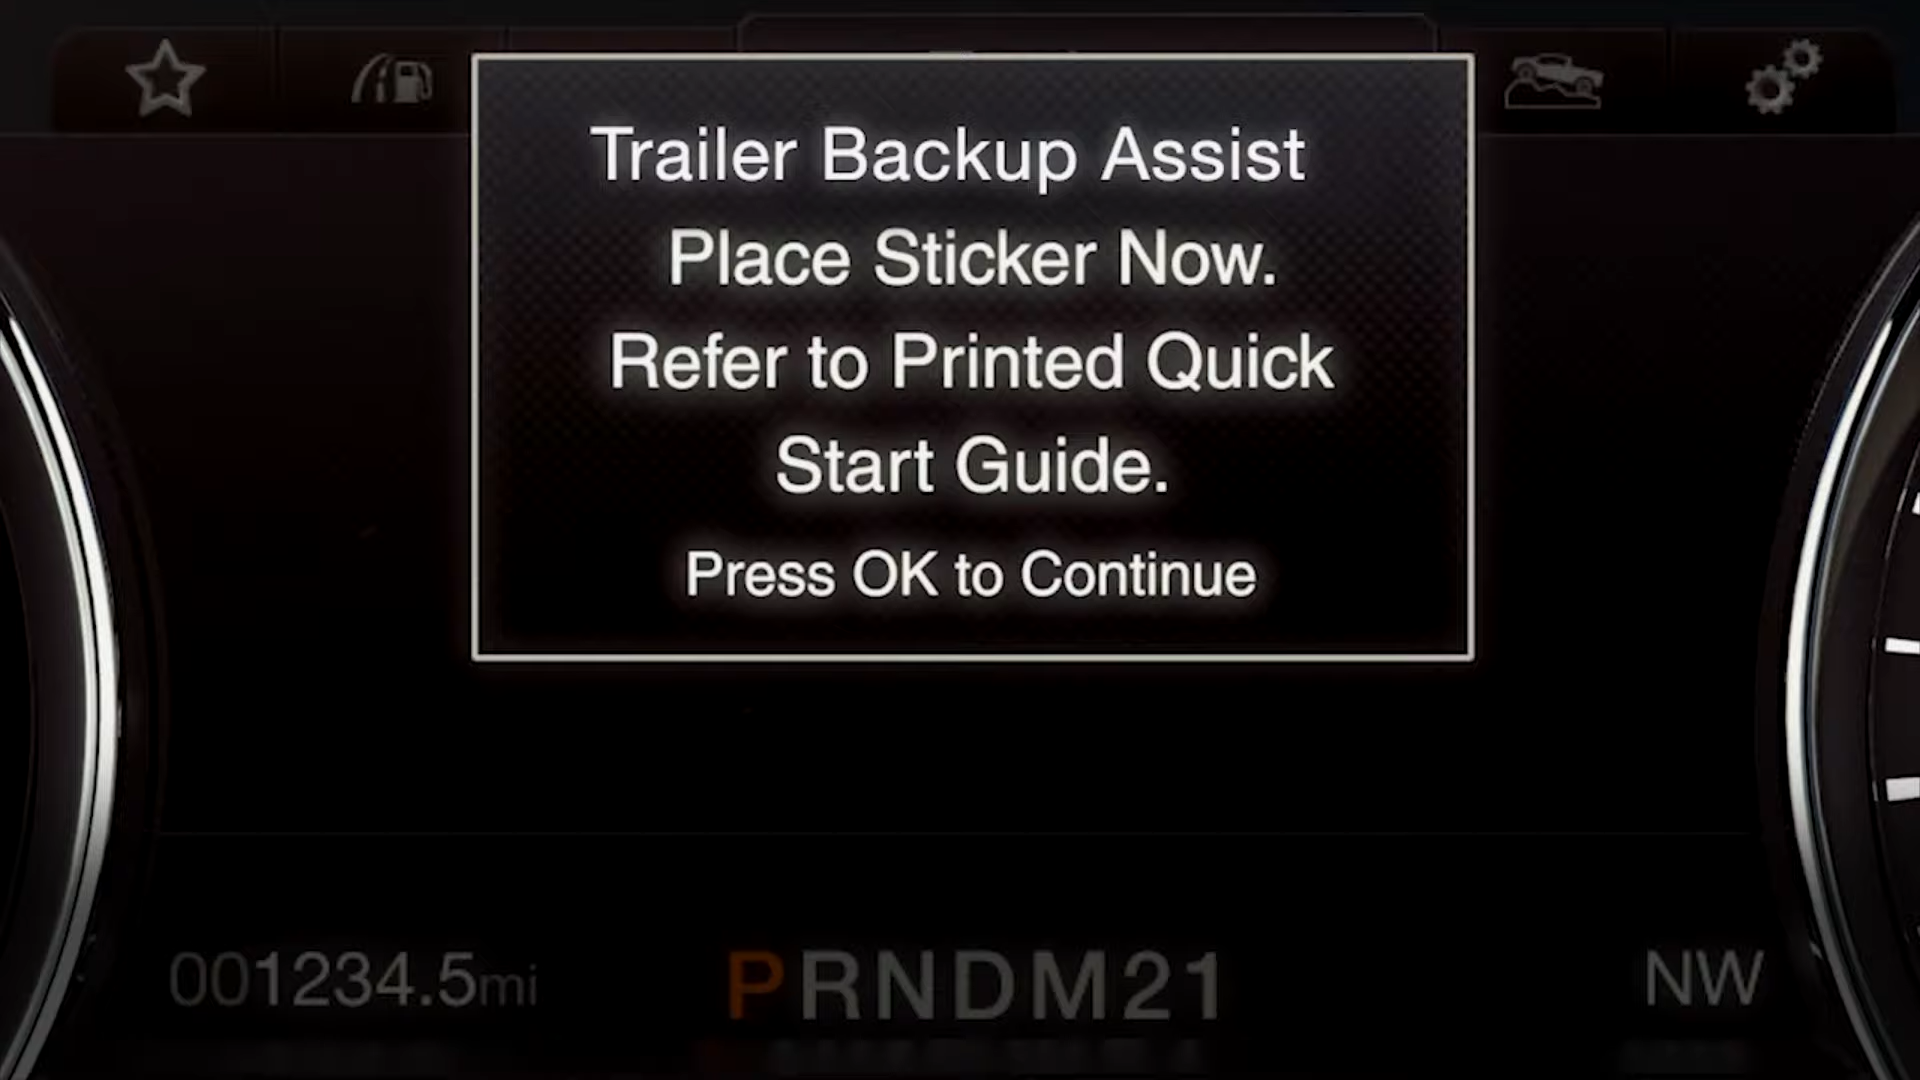 Trailer Backup Assist
Place Sticker Now.
Refer to Printed Quick
Start Guide.
Press OK to Continue
001234.5mi
PRNDM21
NW